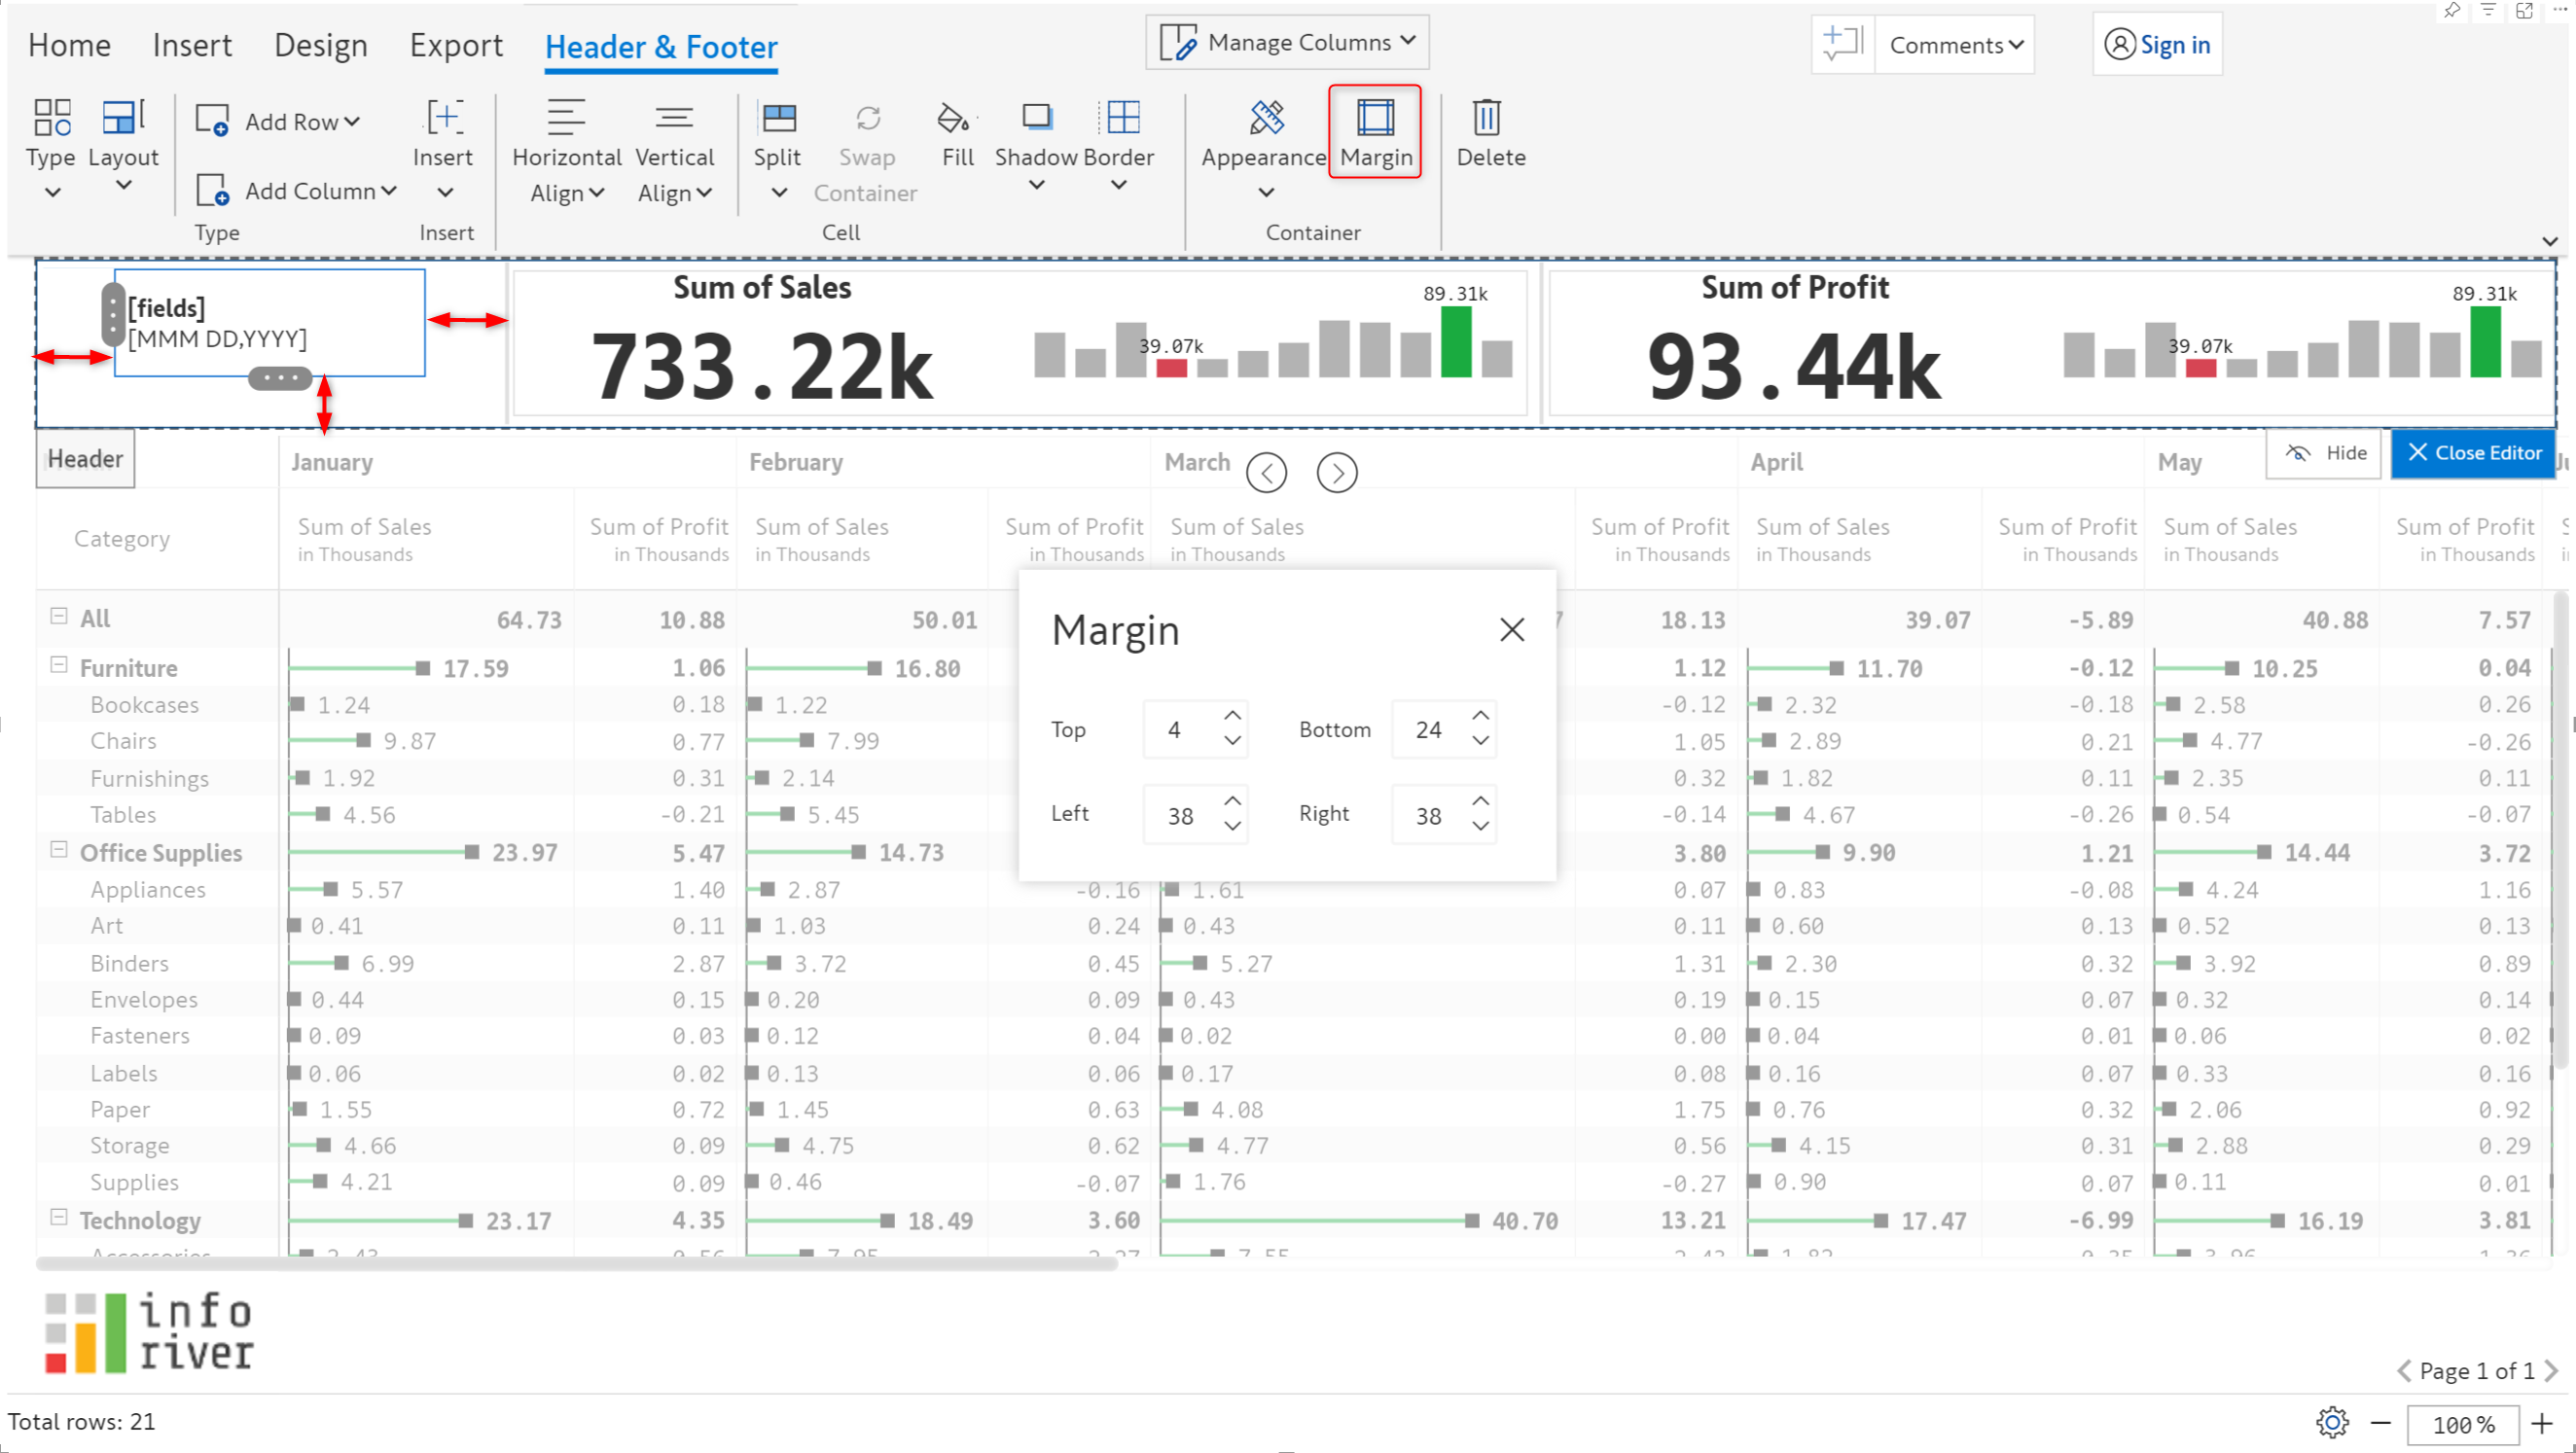 Home Insert Design Export Header & Footer Manage Columns Comments Sign in
Type Layout Add Row Insert Horizontal Vertical Split Swap Fill Shadow Border Appearance Margin Delete
Add Column Align Align Container
Type Insert Cell Container
[fields]
[MMM DD,YYYY]
Sum of Sales
733.22k
39.07k
89.31k
Sum of Profit
93.44k
39.07k
89.31k
Header January February March April May Hide Close Editor
Category Sum of Sales Sum of Profit Sum of Sales Sum of Profit Sum of Sales Sum of Profit Sum of Sales Sum of Profit Sum of Sales Sum of Profit
in Thousands in Thousands in Thousands in Thousands in Thousands in Thousands in Thousands in Thousands in Thousands in Thousands
All 64.73 10.88 50.01 18.13 39.07 -5.89 40.88 7.57
Furniture 17.59 1.06 16.80 1.12 11.70 -0.12 10.25 0.04
Bookcases 1.24 0.18 1.22 -0.12 2.32 -0.18 2.58 0.26
Chairs 9.87 0.77 7.99 1.05 2.89 0.21 4.77 -0.26
Furnishings 1.92 0.31 2.14 0.32 1.82 0.11 2.35 0.11
Tables 4.56 -0.21 5.45 -0.14 4.67 -0.26 0.54 -0.07
Office Supplies 23.97 5.47 14.73 3.80 9.90 1.21 14.44 3.72
Appliances 5.57 1.40 2.87 -0.16 1.61 0.07 0.83 -0.08 4.24 1.16
Art 0.41 0.11 1.03 0.24 0.43 0.11 0.60 0.13 0.52 0.13
Binders 6.99 2.87 3.72 0.45 5.27 1.31 2.30 0.32 3.92 0.89
Envelopes 0.44 0.15 0.20 0.09 0.43 0.19 0.15 0.07 0.32 0.14
Fasteners 0.09 0.03 0.12 0.04 0.02 0.00 0.04 0.01 0.06 0.02
Labels 0.06 0.02 0.13 0.06 0.17 0.08 0.16 0.07 0.33 0.16
Paper 1.55 0.72 1.45 0.63 4.08 1.75 0.76 0.32 2.06 0.92
Storage 4.66 0.09 4.75 0.62 4.77 0.56 4.15 0.31 2.88 0.29
Supplies 4.21 0.09 0.46 -0.07 1.76 -0.27 0.90 0.07 0.11 0.01
Technology 23.17 4.35 18.49 3.60 40.70 13.21 17.47 -6.99 16.19 3.81
Margin
Top 4 Bottom 24
Left 38 Right 38
info
river
Page 1 of 1
Total rows: 21
100 %